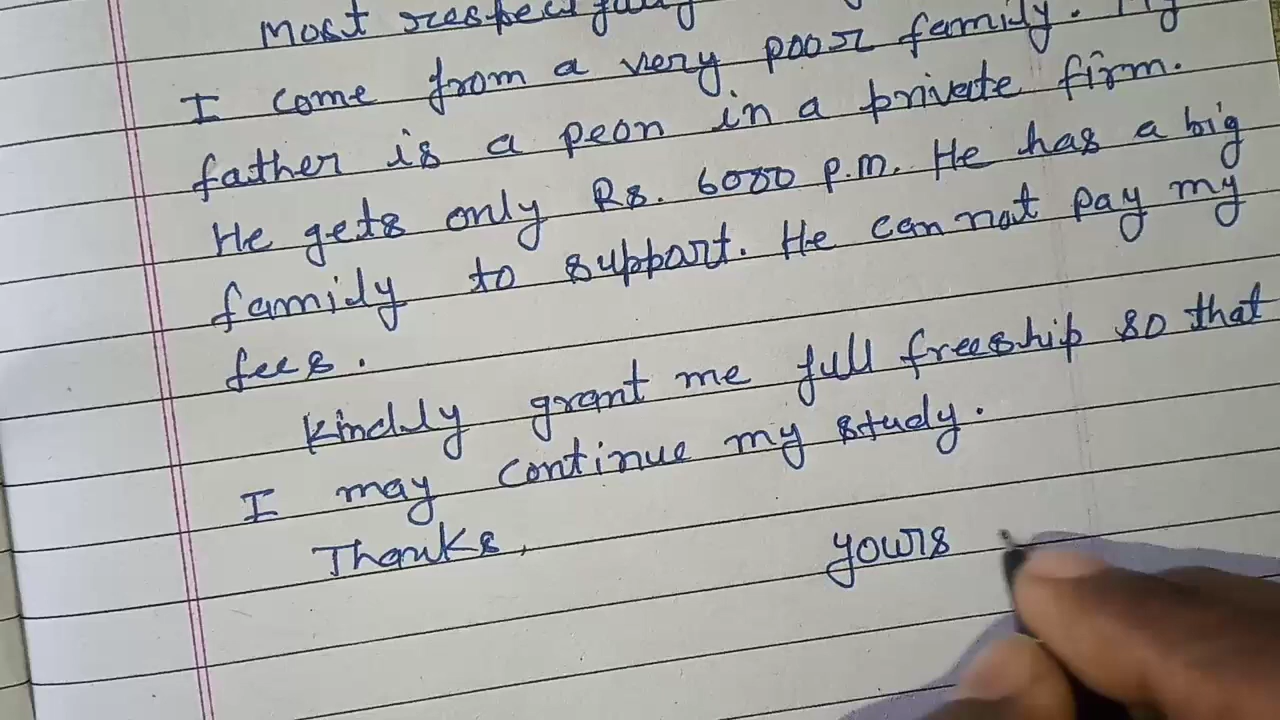 Most respectfully
I come from a very poor family. My
father is a peon in a private firm.
He gets only Rs. 6000 p.m. He has a big
family to support. He can not pay my
fees.
Kindly grant me full freeship so that
I may continue my study.
Thanks,
yours